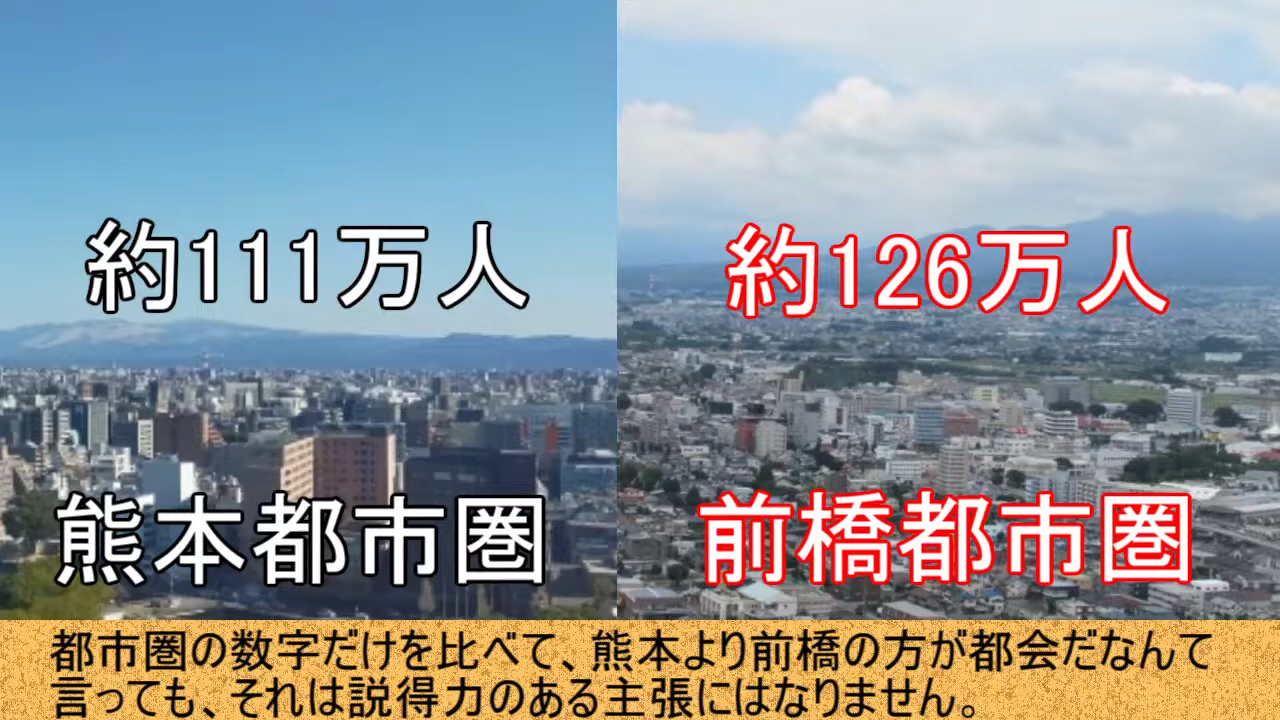 約111万人
約126万人
熊本都市圏
前橋都市圏
都市圏の数字だけを比べて、熊本より前橋の方が都会だなんて
言っても、それは説得力のある主張にはなりません。